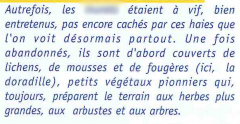 Autrefois, les étaient à vif, bien
entretenus, pas encore cachés par ces haies que
l'on voit désormais partout. Une fois
abandonnés, ils sont d'abord couverts de
lichens, de mousses et de fougères (ici, la
doradille), petits végétaux pionniers qui,
toujours, préparent le terrain aux herbes plus
grandes, aux arbustes et aux arbres.